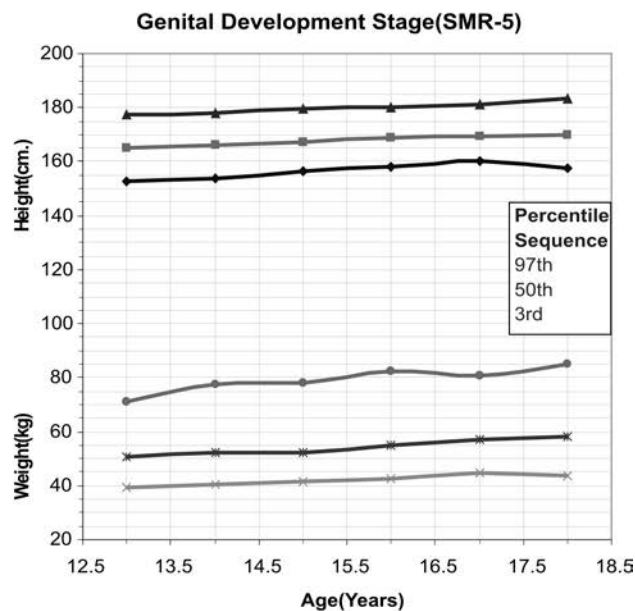 Genital Development Stage(SMR-5)
200
180
160
140
120
100
80
60
40
20
Height(cm.)
Weight(kg)
Percentile
Sequence
97th
50th
3rd
12.5 13.5 14.5 15.5 16.5 17.5 18.5
Age(Years)